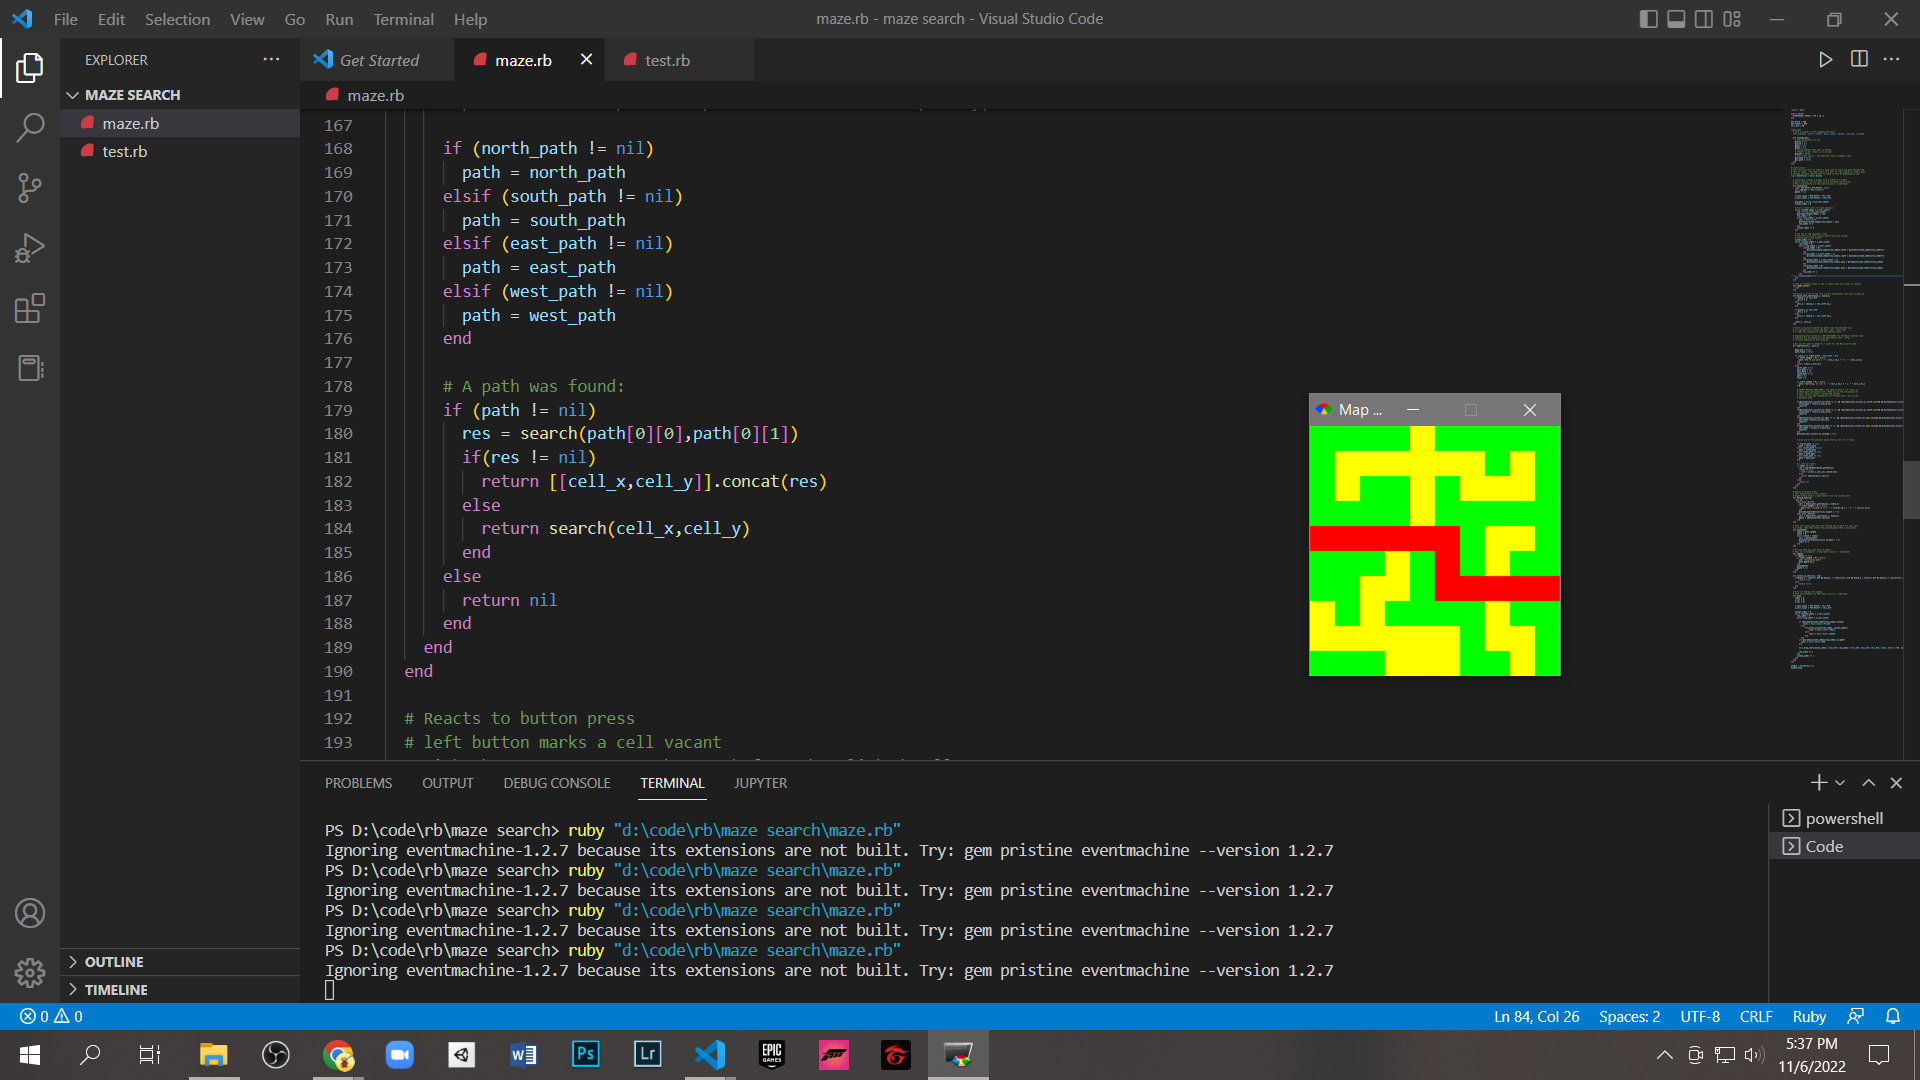 File Edit Selection View Go Run Terminal Help
maze.rb - maze search - Visual Studio Code
EXPLORER
MAZE SEARCH
maze.rb
test.rb
OUTLINE
TIMELINE
Get Started
maze.rb
test.rb
maze.rb
167
168 if (north_path != nil)
169 path = north_path
170 elsif (south_path != nil)
171 path = south_path
172 elsif (east_path != nil)
173 path = east_path
174 elsif (west_path != nil)
175 path = west_path
176 end
177
178 # A path was found:
179 if (path != nil)
180 res = search(path[0][0],path[0][1])
181 if(res != nil)
182 return [[cell_x,cell_y]].concat(res)
183 else
184 return search(cell_x,cell_y)
185 end
186 else
187 return nil
188 end
189 end
190 end
191
192 # Reacts to button press
193 # left button marks a cell vacant
Map ...
PROBLEMS OUTPUT DEBUG CONSOLE TERMINAL JUPYTER
PS D:\code\rb\maze search> ruby "d:\code\rb\maze search\maze.rb"
Ignoring eventmachine-1.2.7 because its extensions are not built. Try: gem pristine eventmachine --version 1.2.7
PS D:\code\rb\maze search> ruby "d:\code\rb\maze search\maze.rb"
Ignoring eventmachine-1.2.7 because its extensions are not built. Try: gem pristine eventmachine --version 1.2.7
PS D:\code\rb\maze search> ruby "d:\code\rb\maze search\maze.rb"
Ignoring eventmachine-1.2.7 because its extensions are not built. Try: gem pristine eventmachine --version 1.2.7
PS D:\code\rb\maze search> ruby "d:\code\rb\maze search\maze.rb"
Ignoring eventmachine-1.2.7 because its extensions are not built. Try: gem pristine eventmachine --version 1.2.7
powershell
Code
0 0
Ln 84, Col 26 Spaces: 2 UTF-8 CRLF Ruby
Ps
Lr
EPIC GAMES
5:37 PM
11/6/2022